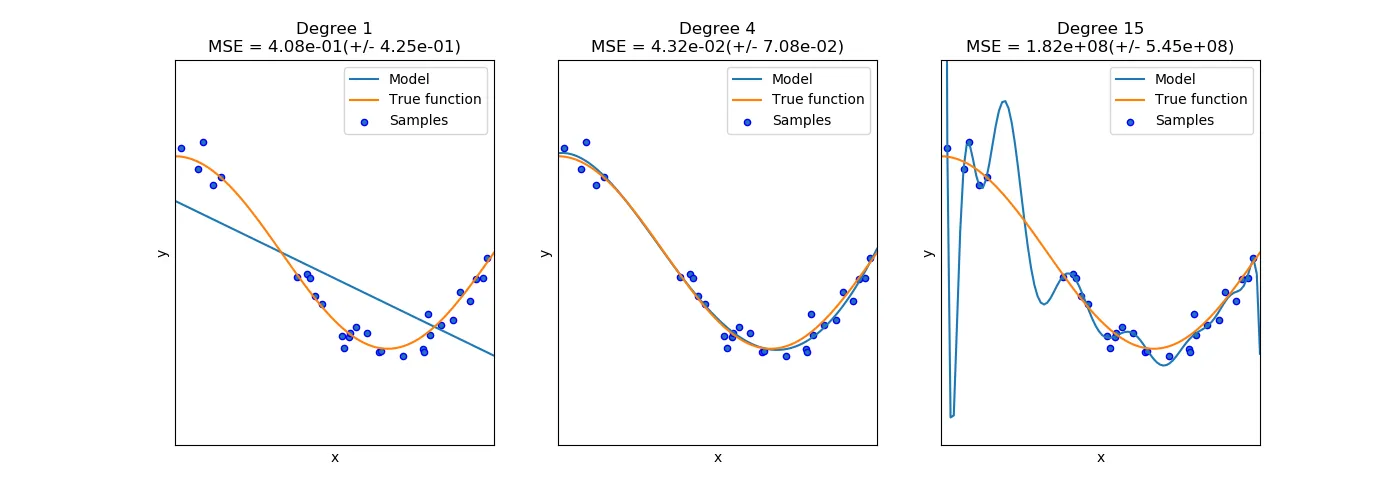 Degree 1
MSE = 4.08e-01(+/- 4.25e-01)
Model
True function
Samples
y
x
Degree 4
MSE = 4.32e-02(+/- 7.08e-02)
Model
True function
Samples
y
x
Degree 15
MSE = 1.82e+08(+/- 5.45e+08)
Model
True function
Samples
y
x